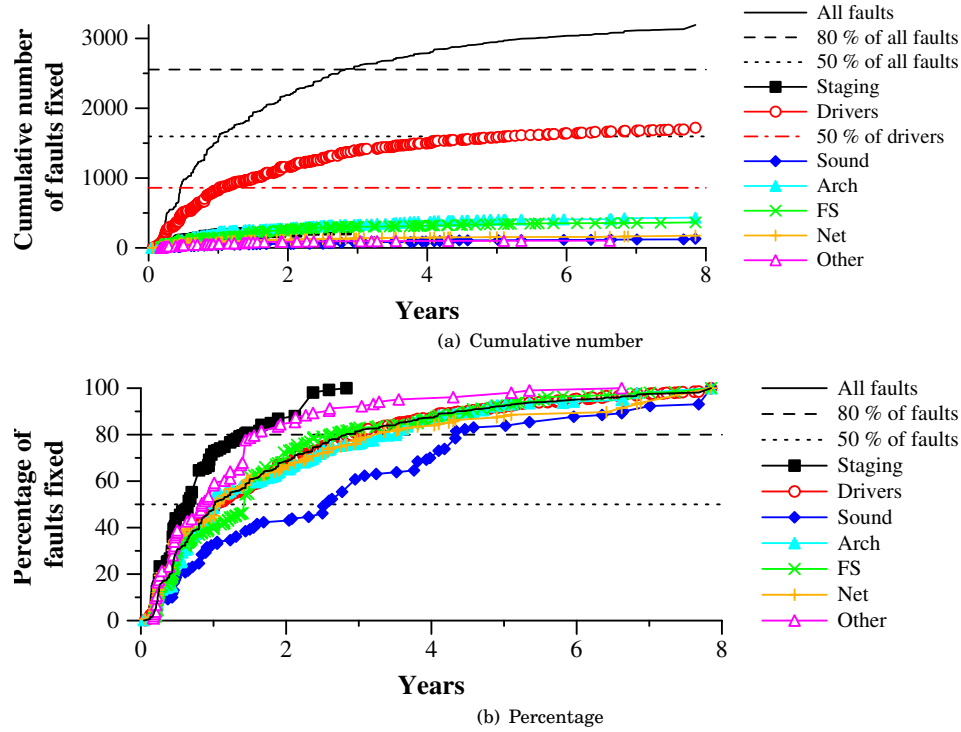 Cumulative number
of faults fixed
3000
2000
1000
0
0
2
4
6
8
Years
All faults
80 % of all faults
50 % of all faults
Staging
Drivers
50 % of drivers
Sound
Arch
FS
Net
Other
(a) Cumulative number
Percentage of
faults fixed
100
80
60
40
20
0
0
2
4
6
8
Years
All faults
80 % of faults
50 % of faults
Staging
Drivers
Sound
Arch
FS
Net
Other
(b) Percentage